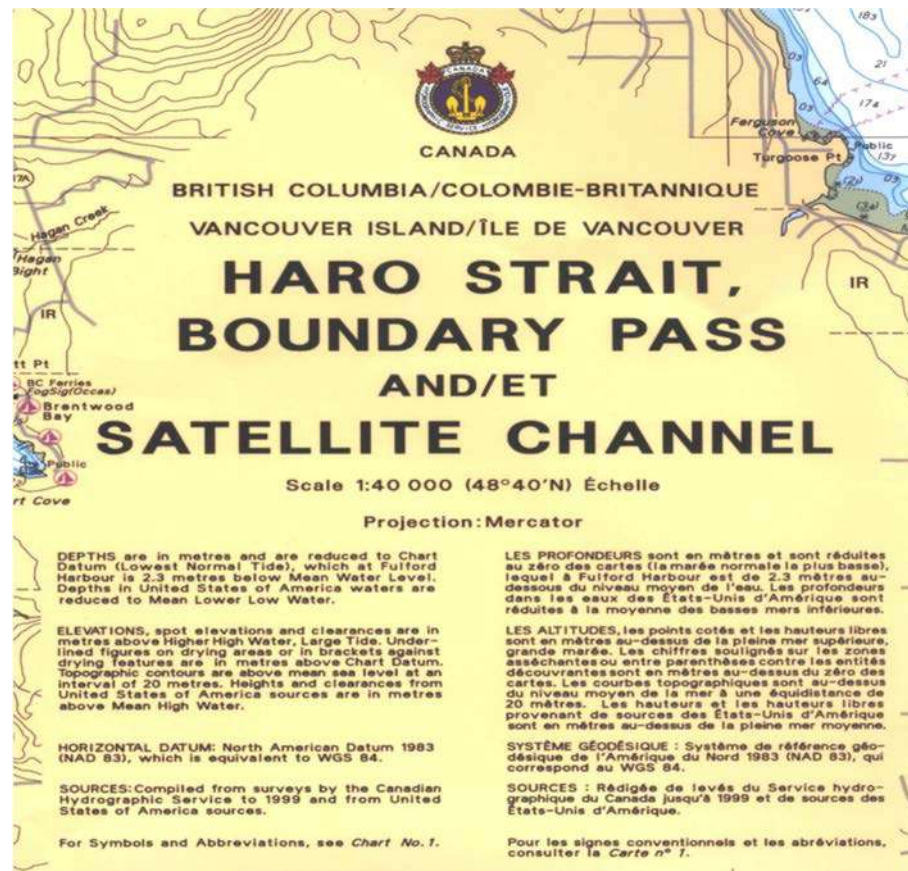 CANADA
BRITISH COLUMBIA/COLOMBIE-BRITANNIQUE
VANCOUVER ISLAND/ÎLE DE VANCOUVER
HARO STRAIT,
BOUNDARY PASS
AND/ET
SATELLITE CHANNEL
Scale 1:40 000 (48°40'N) Échelle
Projection: Mercator
DEPTHS are in metres and are reduced to Chart
Datum (Lowest Normal Tide), which at Fulford
Harbour is 2.3 metres below Mean Water Level.
Depths in United States of America waters are
reduced to Mean Lower Low Water.
ELEVATIONS, spot elevations and clearances are in
metres above Higher High Water, Large Tide. Under-
lined figures on drying areas or in brackets against
drying features are in metres above Chart Datum.
Topographic contours are above mean sea level at an
interval of 20 metres. Heights and clearances from
United States of America sources are in metres
above Mean High Water.
HORIZONTAL DATUM: North American Datum 1983
(NAD 83), which is equivalent to WGS 84.
SOURCES: Compiled from surveys by the Canadian
Hydrographic Service to 1999 and from United
States of America sources.
For Symbols and Abbreviations, see Chart No. 1.
LES PROFONDEURS sont en mètres et sont réduites
au zéro des cartes (la marée normale la plus basse),
lequel à Fulford Harbour est de 2.3 mètres au-
dessous du niveau moyen de l'eau. Les profondeurs
dans les eaux des États-Unis d'Amérique sont
réduites à la moyenne des basses mers inférieures.
LES ALTITUDES, les points cotés et les hauteurs libres
sont en mètres au-dessus de la pleine mer supérieure,
grande marée. Les chiffres soulignés sur les zones
asséchantes ou entre parenthèses contre les entités
découvrantes sont en mètres au-dessus du zéro des
cartes. Les courbes topographiques sont au-dessus
du niveau moyen de la mer à une équidistance de
20 mètres. Les hauteurs et les hauteurs libres
provenant de sources des États-Unis d'Amérique
sont en mètres au-dessus de la pleine mer moyenne.
SYSTÈME GÉODÉSIQUE : Système de référence géo-
désique de l'Amérique du Nord 1983 (NAD 83), qui
correspond au WGS 84.
SOURCES : Rédigée de levés du Service hydro-
graphique du Canada jusqu'à 1999 et de sources des
États-Unis d'Amérique.
Pour les signes conventionnels et les abréviations,
consulter la Carte n° 1.
Ferguson
Cove
Turgoose Pt
Public
IR
17A
Hagan Creek
Hagan
Bight
IR
tt Pt
BC Ferries
FogSig(Occas)
Brentwood
Bay
Public
rt Cove
183
21
64
174
137